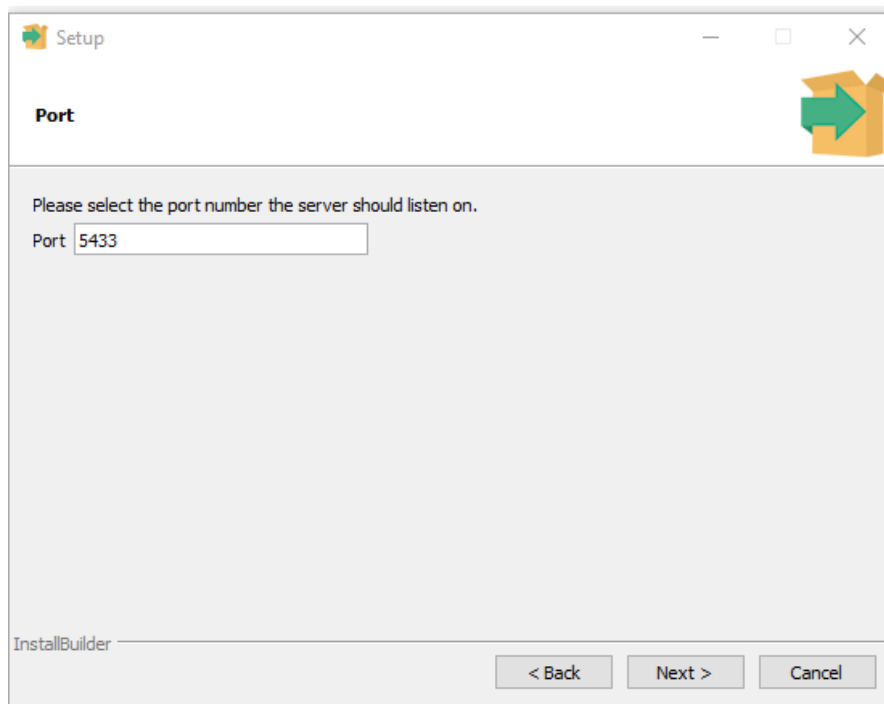 Setup
Port
Please select the port number the server should listen on.
Port 5433
InstallBuilder
< Back Next > Cancel